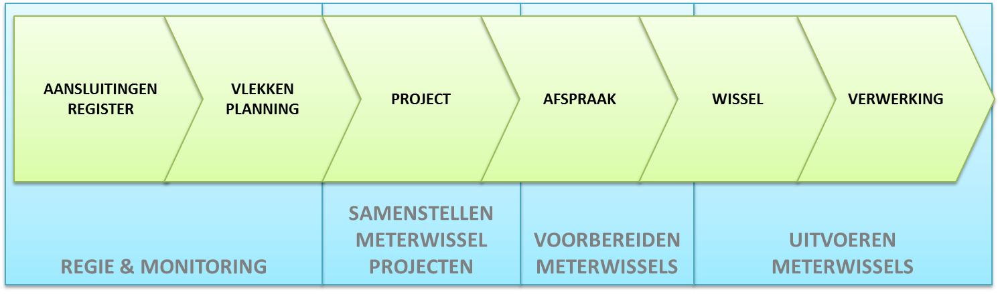 AANSLUITINGEN
REGISTER
VLEKKEN
PLANNING
PROJECT
AFSPRAAK
WISSEL
VERWERKING
REGIE & MONITORING
SAMENSTELLEN
METERWISSEL
PROJECTEN
VOORBEREIDEN
METERWISSELS
UITVOEREN
METERWISSELS